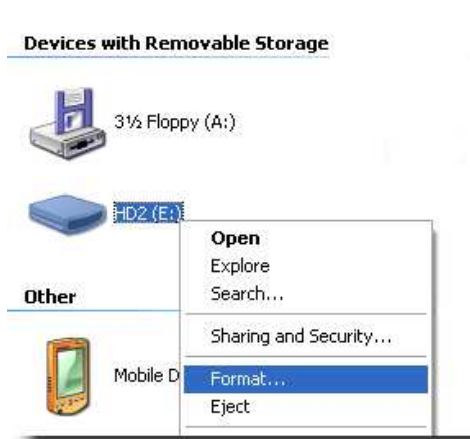 Devices with Removable Storage
3½ Floppy (A:)
HD2 (E:)
Open
Explore
Search...
Other
Sharing and Security...
Mobile D
Format...
Eject